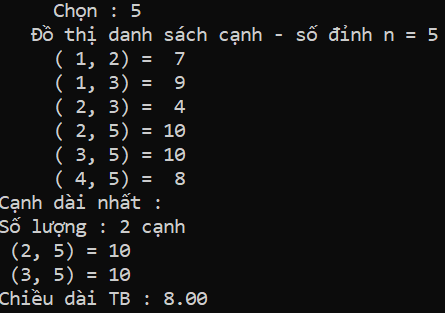 Chọn : 5
Đồ thị danh sách cạnh - số đỉnh n = 5
( 1, 2) =  7
( 1, 3) =  9
( 2, 3) =  4
( 2, 5) = 10
( 3, 5) = 10
( 4, 5) =  8
Cạnh dài nhất :
Số lượng : 2 cạnh
(2, 5) = 10
(3, 5) = 10
Chiều dài TB : 8.00